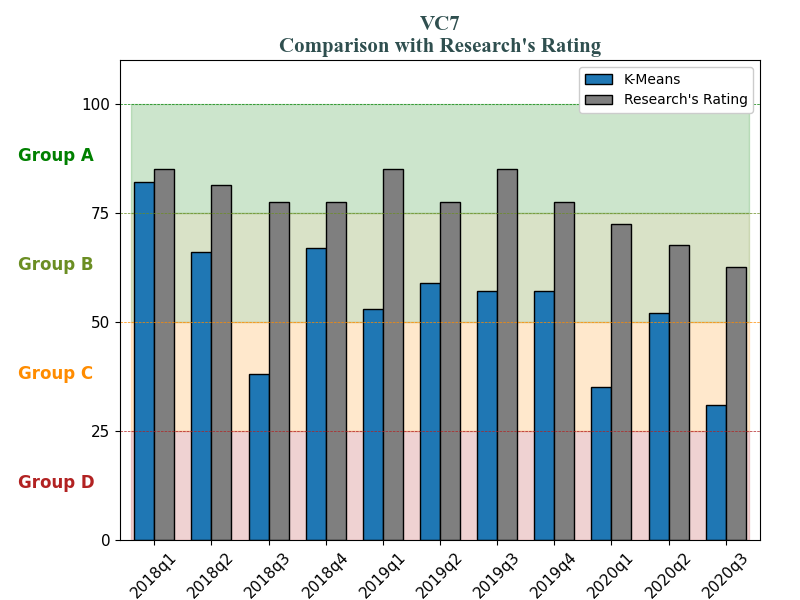 VC7
Comparison with Research's Rating
K-Means
Research's Rating
100
Group A
75
Group B
50
Group C
25
Group D
0
2018q1 2018q2 2018q3 2018q4 2019q1 2019q2 2019q3 2019q4 2020q1 2020q2 2020q3